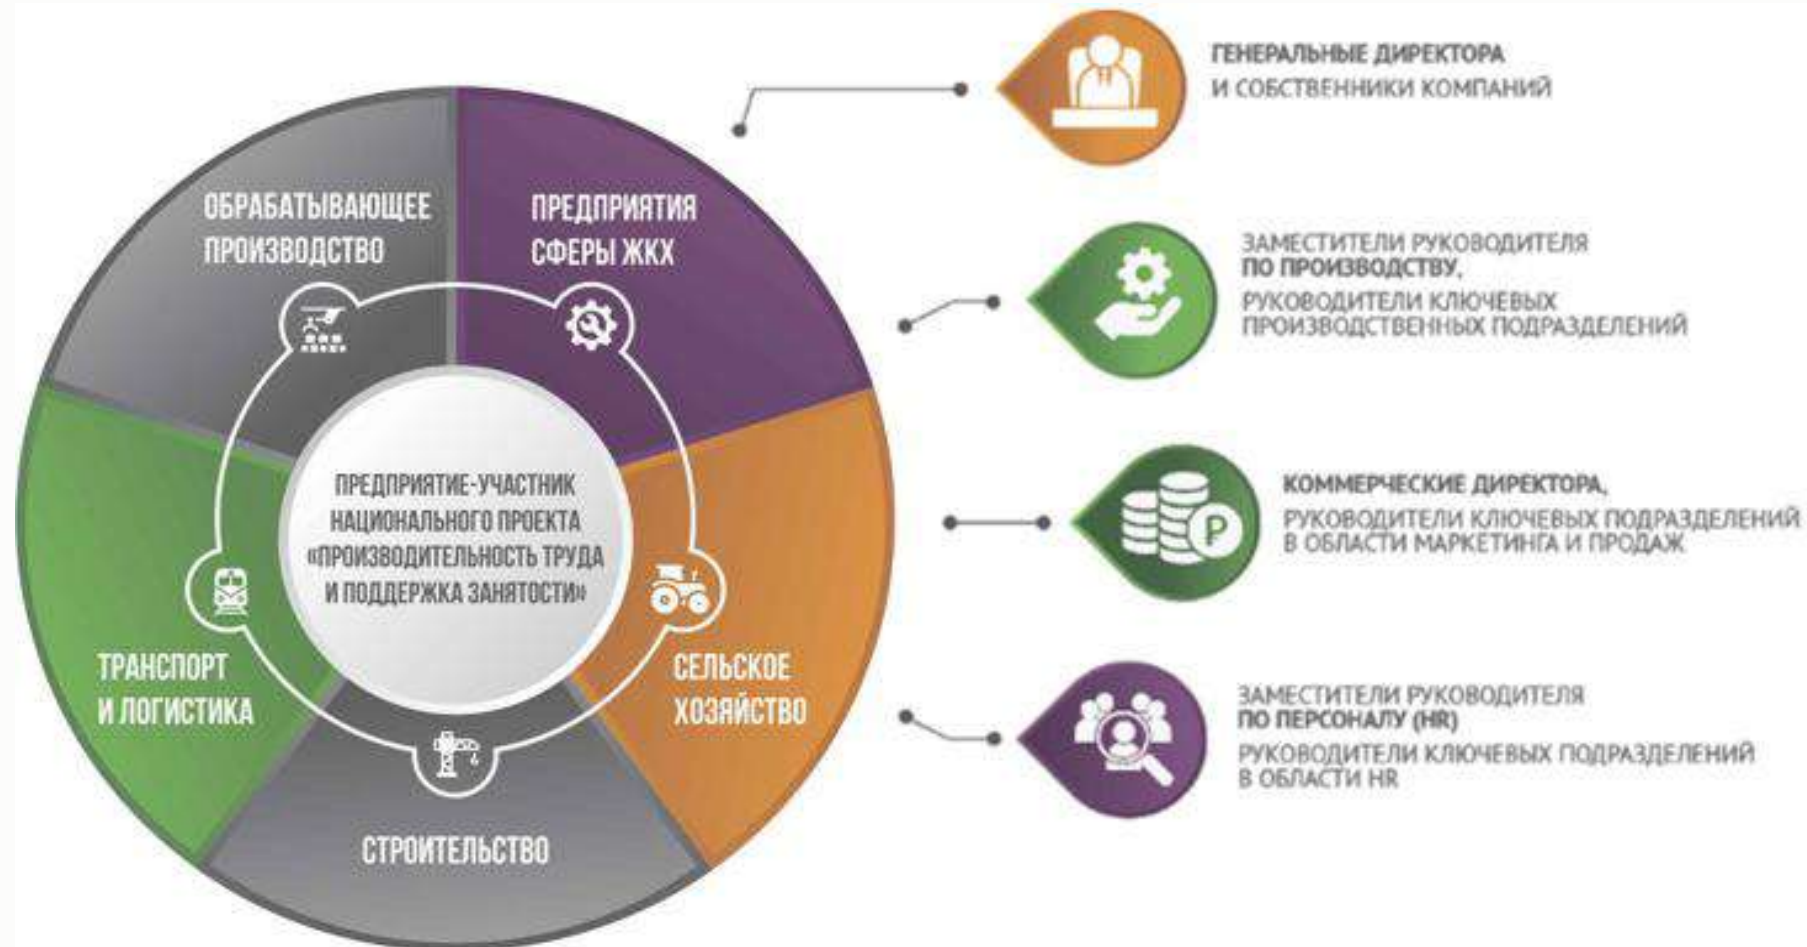 ОБРАБАТЫВАЮЩЕЕ
ПРОИЗВОДСТВО
ПРЕДПРИЯТИЯ
СФЕРЫ ЖКХ
ПРЕДПРИЯТИЕ-УЧАСТНИК
НАЦИОНАЛЬНОГО ПРОЕКТА
«ПРОИЗВОДИТЕЛЬНОСТЬ ТРУДА
И ПОДДЕРЖКА ЗАНЯТОСТИ»
ТРАНСПОРТ
И ЛОГИСТИКА
СЕЛЬСКОЕ
ХОЗЯЙСТВО
СТРОИТЕЛЬСТВО
ГЕНЕРАЛЬНЫЕ ДИРЕКТОРА
И СОБСТВЕННИКИ КОМПАНИЙ
ЗАМЕСТИТЕЛИ РУКОВОДИТЕЛЯ
ПО ПРОИЗВОДСТВУ,
РУКОВОДИТЕЛИ КЛЮЧЕВЫХ
ПРОИЗВОДСТВЕННЫХ ПОДРАЗДЕЛЕНИЙ
₽
КОММЕРЧЕСКИЕ ДИРЕКТОРА,
РУКОВОДИТЕЛИ КЛЮЧЕВЫХ ПОДРАЗДЕЛЕНИЙ
В ОБЛАСТИ МАРКЕТИНГА И ПРОДАЖ
ЗАМЕСТИТЕЛИ РУКОВОДИТЕЛЯ
ПО ПЕРСОНАЛУ (HR)
РУКОВОДИТЕЛИ КЛЮЧЕВЫХ ПОДРАЗДЕЛЕНИЙ
В ОБЛАСТИ HR